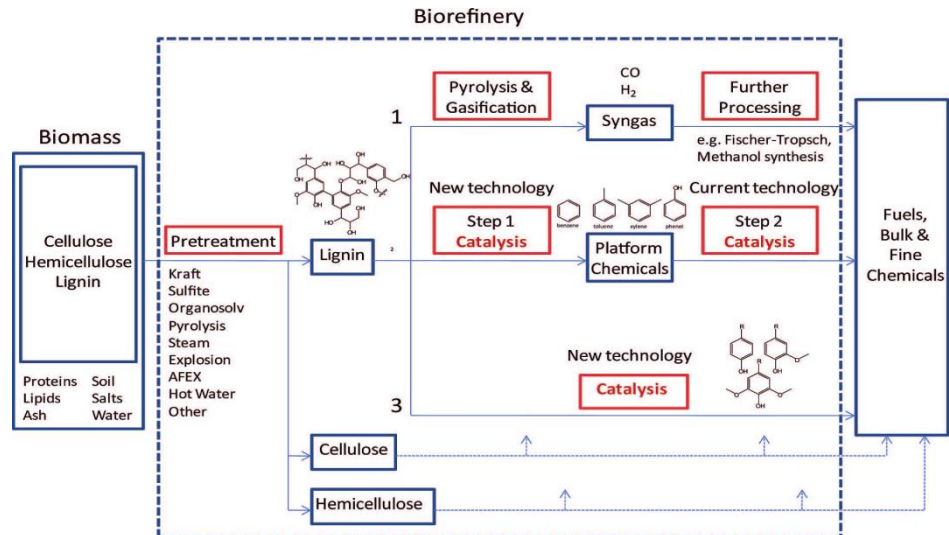 Biorefinery
Biomass
Cellulose
Hemicellulose
Lignin
Proteins
Lipids
Ash
Soil
Salts
Water
Pretreatment
Kraft
Sulfite
Organosolv
Pyrolysis
Steam
Explosion
AFEX
Hot Water
Other
Lignin
1
Pyrolysis &
Gasification
CO
H₂
Syngas
Further
Processing
e.g. Fischer-Tropsch,
Methanol synthesis
2
New technology
Step 1
Catalysis
benzene
toluene
xylene
phenol
Platform
Chemicals
Current technology
Step 2
Catalysis
3
New technology
Catalysis
Cellulose
Hemicellulose
Fuels,
Bulk &
Fine
Chemicals